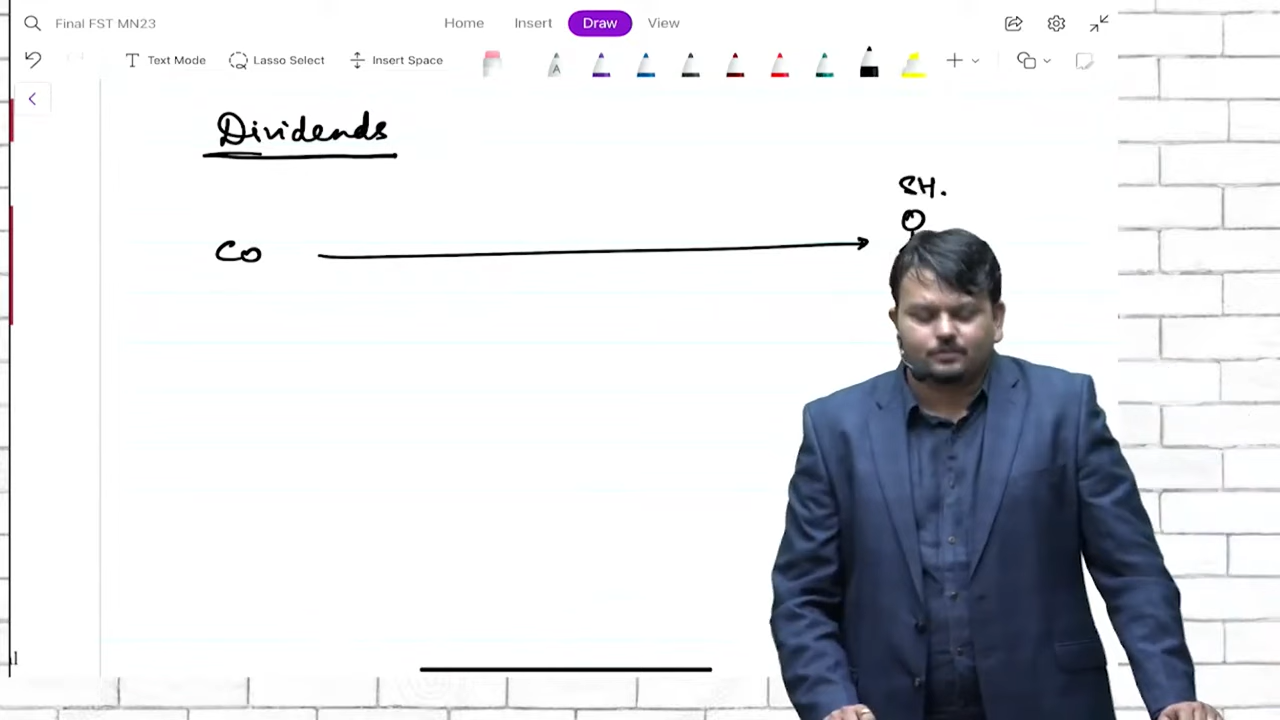 Final FST MN23
Home Insert Draw View
Text Mode Lasso Select Insert Space
Dividends
SH.
Co